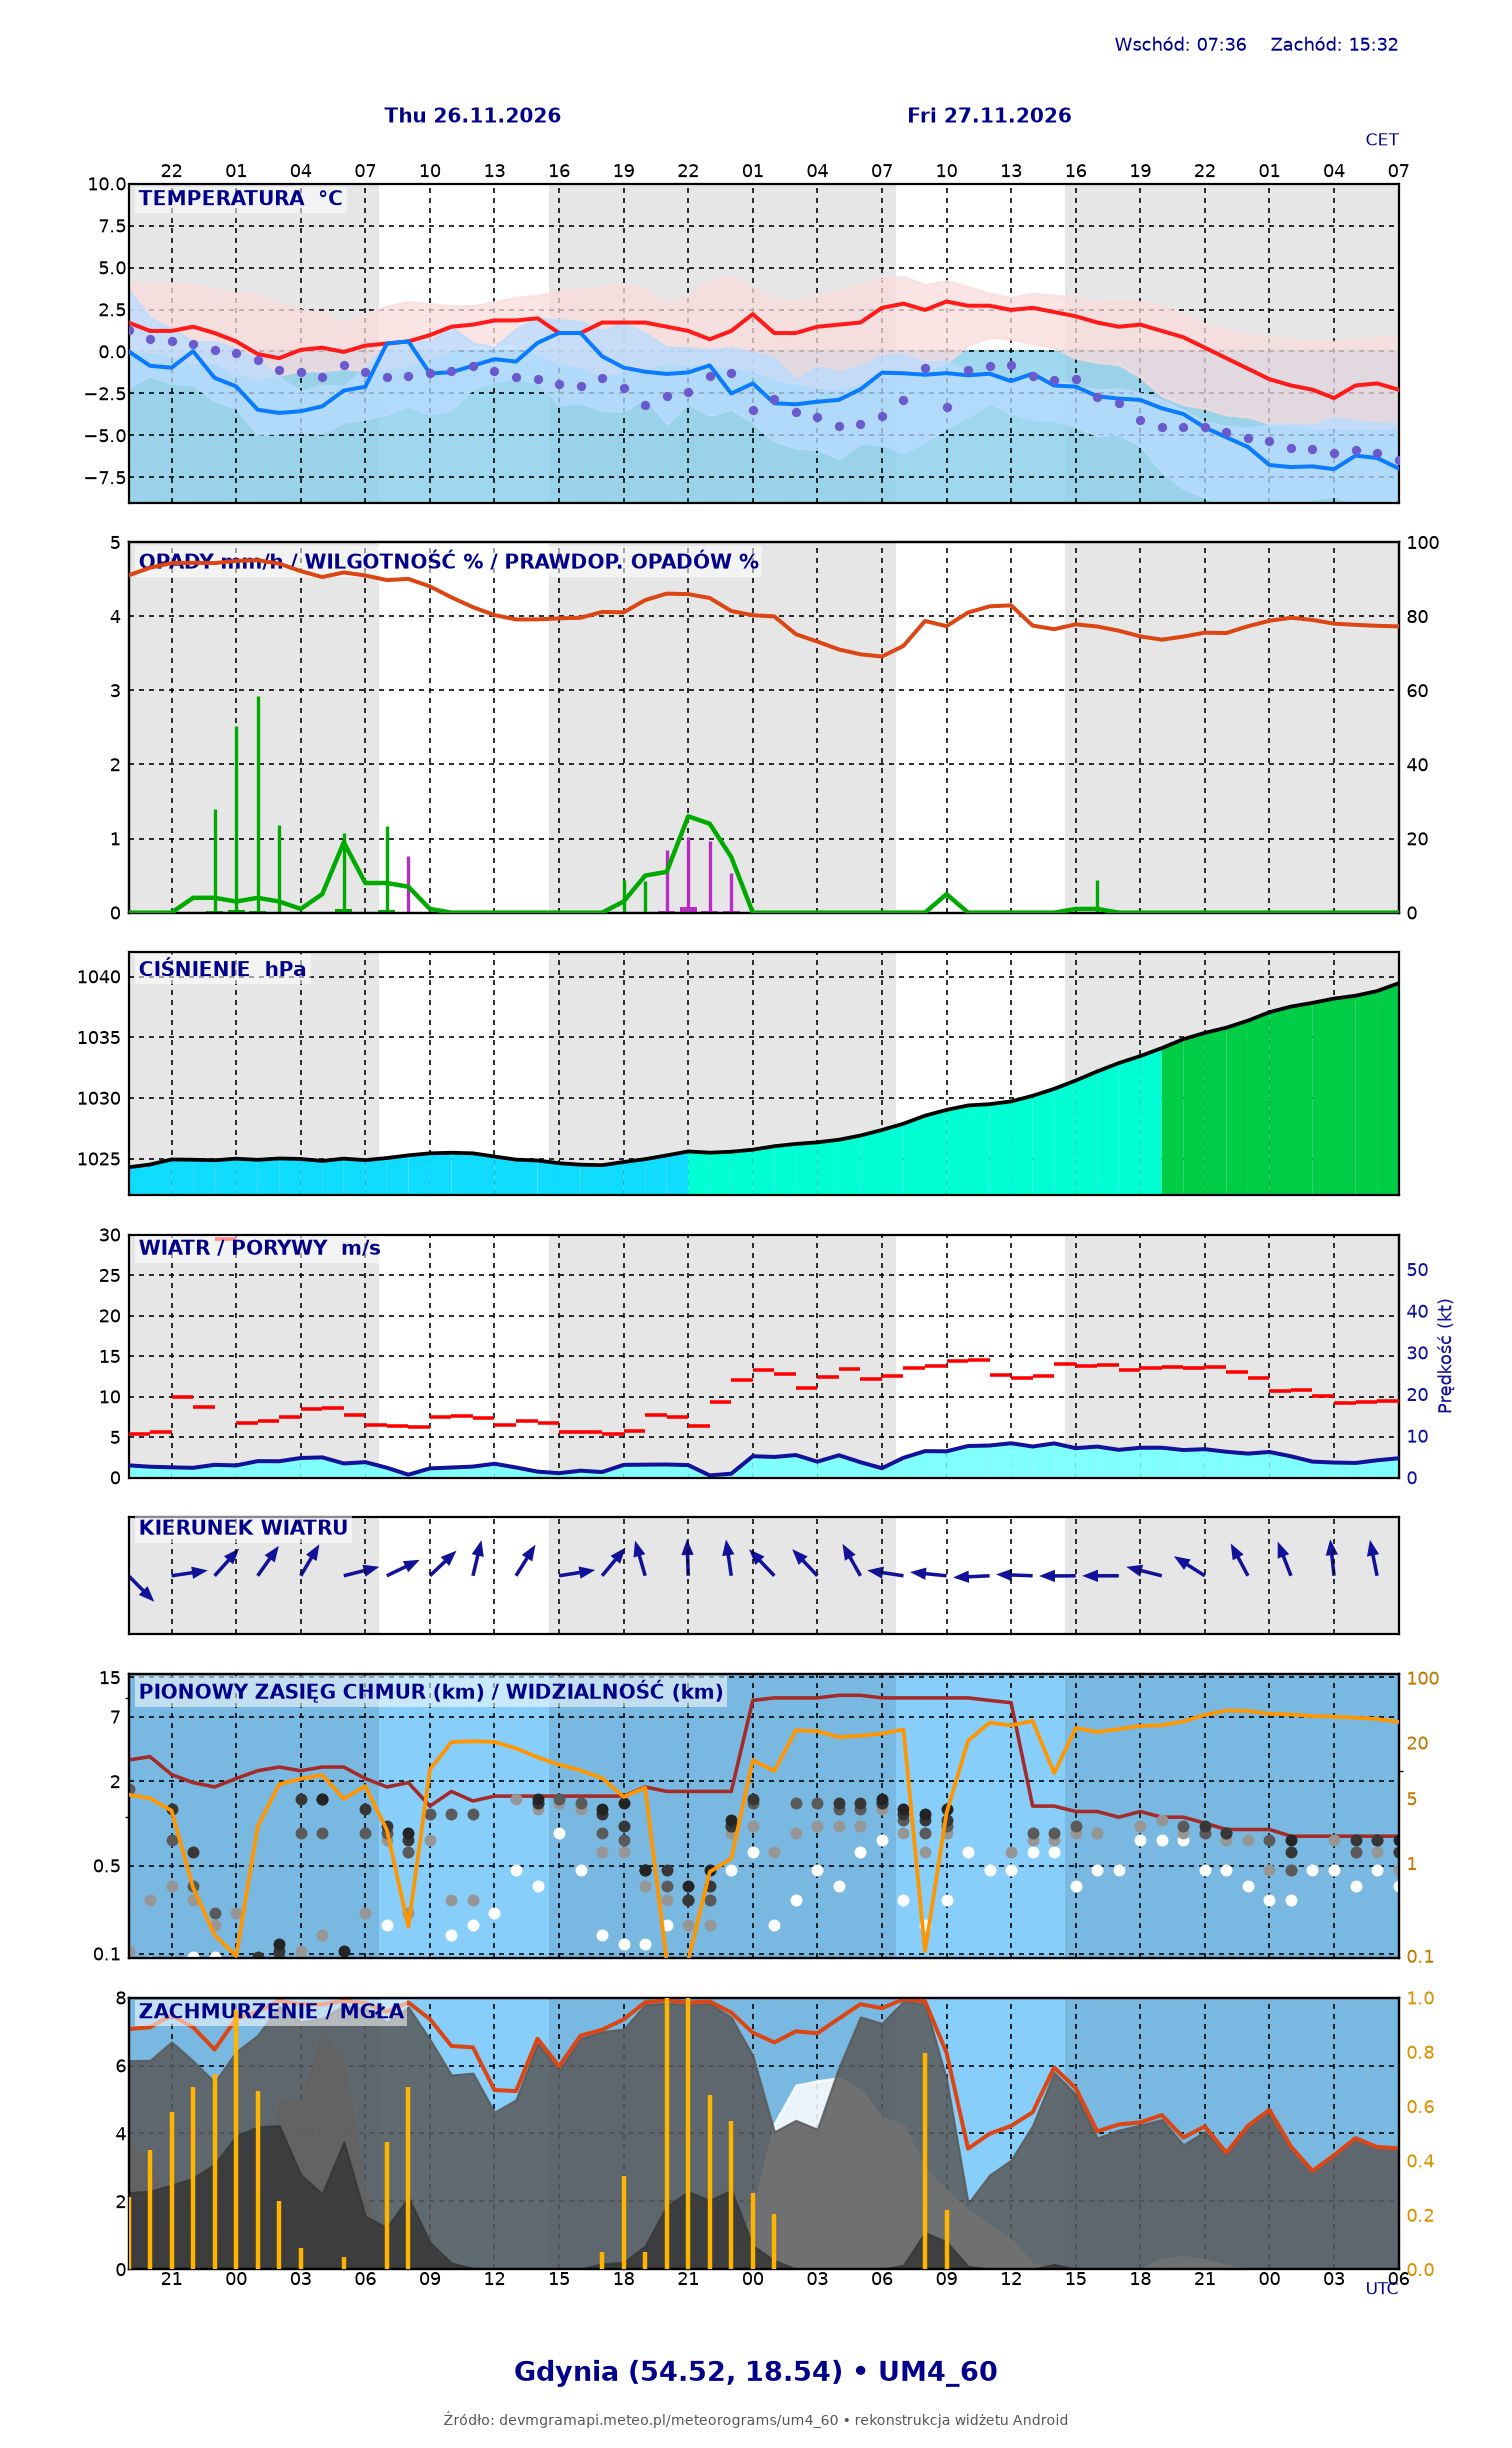 Wschód: 07:36 Zachód: 15:32
Thu 26.11.2026 Fri 27.11.2026
CET
22 01 04 07 10 13 16 19 22 01 04 07 10 13 16 19 22 01 04 07
TEMPERATURA °C
10.0
7.5
5.0
2.5
0.0
−2.5
−5.0
−7.5
OPADY mm/h / WILGOTNOŚĆ % / PRAWDOP. OPADÓW %
5 100
4 80
3 60
2 40
1 20
0 0
CIŚNIENIE hPa
1040
1035
1030
1025
WIATR / PORYWY m/s
30
25 50
20 40
15 30
10 20
5 10
0 0
Prędkość (kt)
KIERUNEK WIATRU
PIONOWY ZASIĘG CHMUR (km) / WIDZIALNOŚĆ (km)
15 100
7 20
2 5
0.5 1
0.1 0.1
ZACHMURZENIE / MGŁA
8 1.0
6 0.8
4 0.6
2 0.4
0 0.2
0.0
21 00 03 06 09 12 15 18 21 00 03 06 09 12 15 18 21 00 03 06
UTC
Gdynia (54.52, 18.54) • UM4_60
Źródło: devmgramapi.meteo.pl/meteorograms/um4_60 • rekonstrukcja widżetu Android